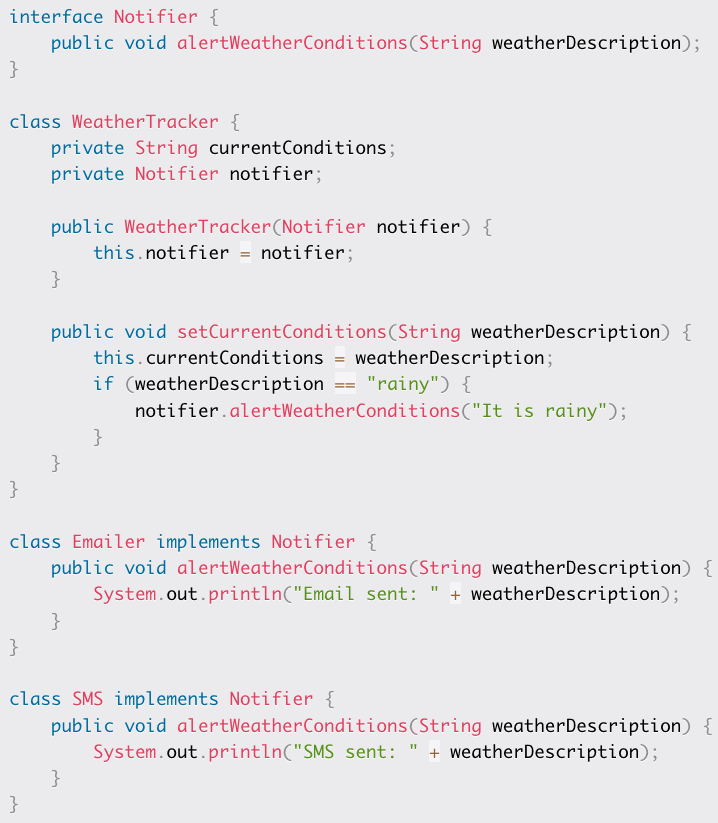 interface Notifier {
    public void alertWeatherConditions(String weatherDescription);
}

class WeatherTracker {
    private String currentConditions;
    private Notifier notifier;

    public WeatherTracker(Notifier notifier) {
        this.notifier = notifier;
    }

    public void setCurrentConditions(String weatherDescription) {
        this.currentConditions = weatherDescription;
        if (weatherDescription == "rainy") {
            notifier.alertWeatherConditions("It is rainy");
        }
    }
}

class Emailer implements Notifier {
    public void alertWeatherConditions(String weatherDescription) {
        System.out.println("Email sent: " + weatherDescription);
    }
}

class SMS implements Notifier {
    public void alertWeatherConditions(String weatherDescription) {
        System.out.println("SMS sent: " + weatherDescription);
    }
}